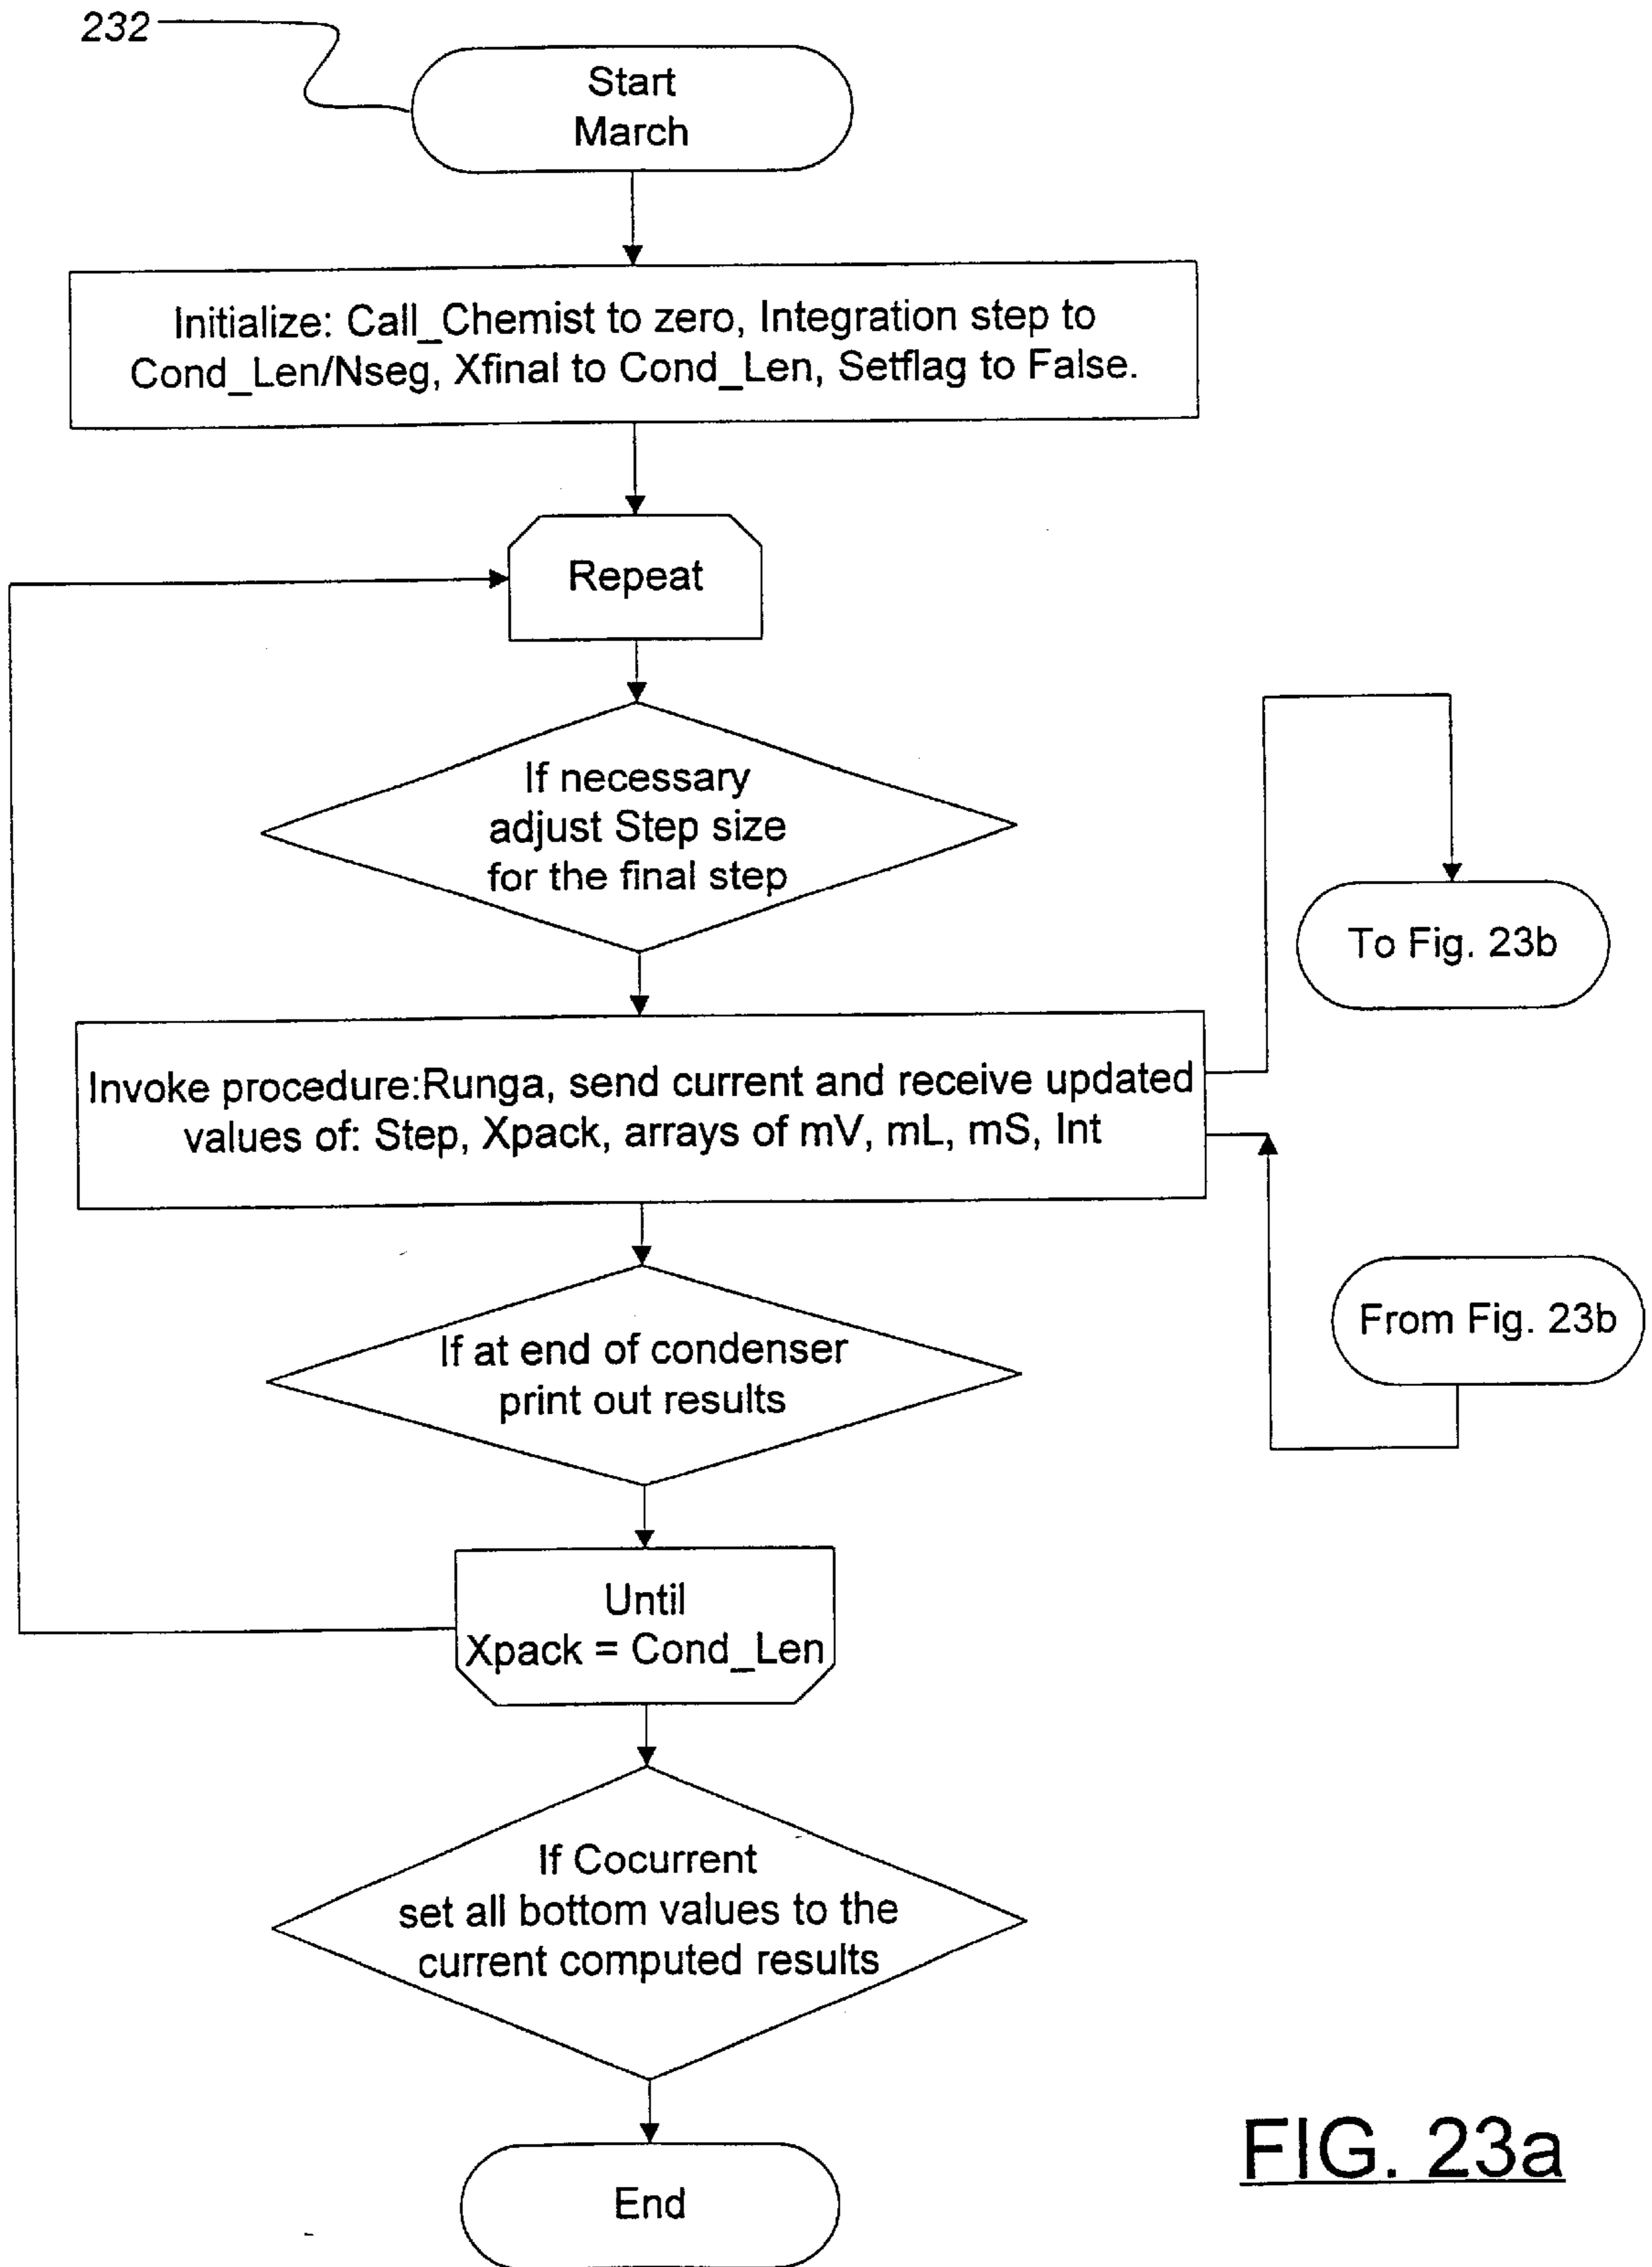 232
Start
March
Initialize: Call_Chemist to zero, Integration step to
Cond_Len/Nseg, Xfinal to Cond_Len, Setflag to False.
Repeat
If necessary
adjust Step size
for the final step
To Fig. 23b
Invoke procedure:Runga, send current and receive updated
values of: Step, Xpack, arrays of mV, mL, mS, Int
From Fig. 23b
If at end of condenser
print out results
Until
Xpack = Cond_Len
If Cocurrent
set all bottom values to the
current computed results
End
FIG. 23a